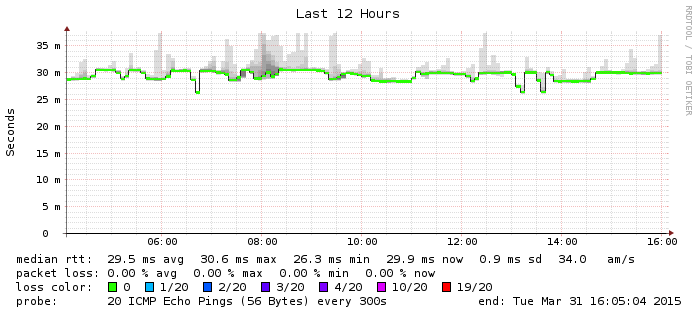 Last 12 Hours
RRDTOOL / TOBI OETIKER
Seconds
35 m
30 m
25 m
20 m
15 m
10 m
5 m
0
06:00 08:00 10:00 12:00 14:00 16:00
median rtt: 29.5 ms avg 30.6 ms max 26.3 ms min 29.9 ms now 0.9 ms sd 34.0 am/s
packet loss: 0.00 % avg 0.00 % max 0.00 % min 0.00 % now
loss color: 0 1/20 2/20 3/20 4/20 10/20 19/20
probe: 20 ICMP Echo Pings (56 Bytes) every 300s end: Tue Mar 31 16:05:04 2015